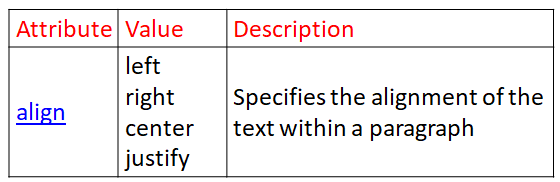 Attribute Value Description
align
left
right
center
justify
Specifies the alignment of the
text within a paragraph